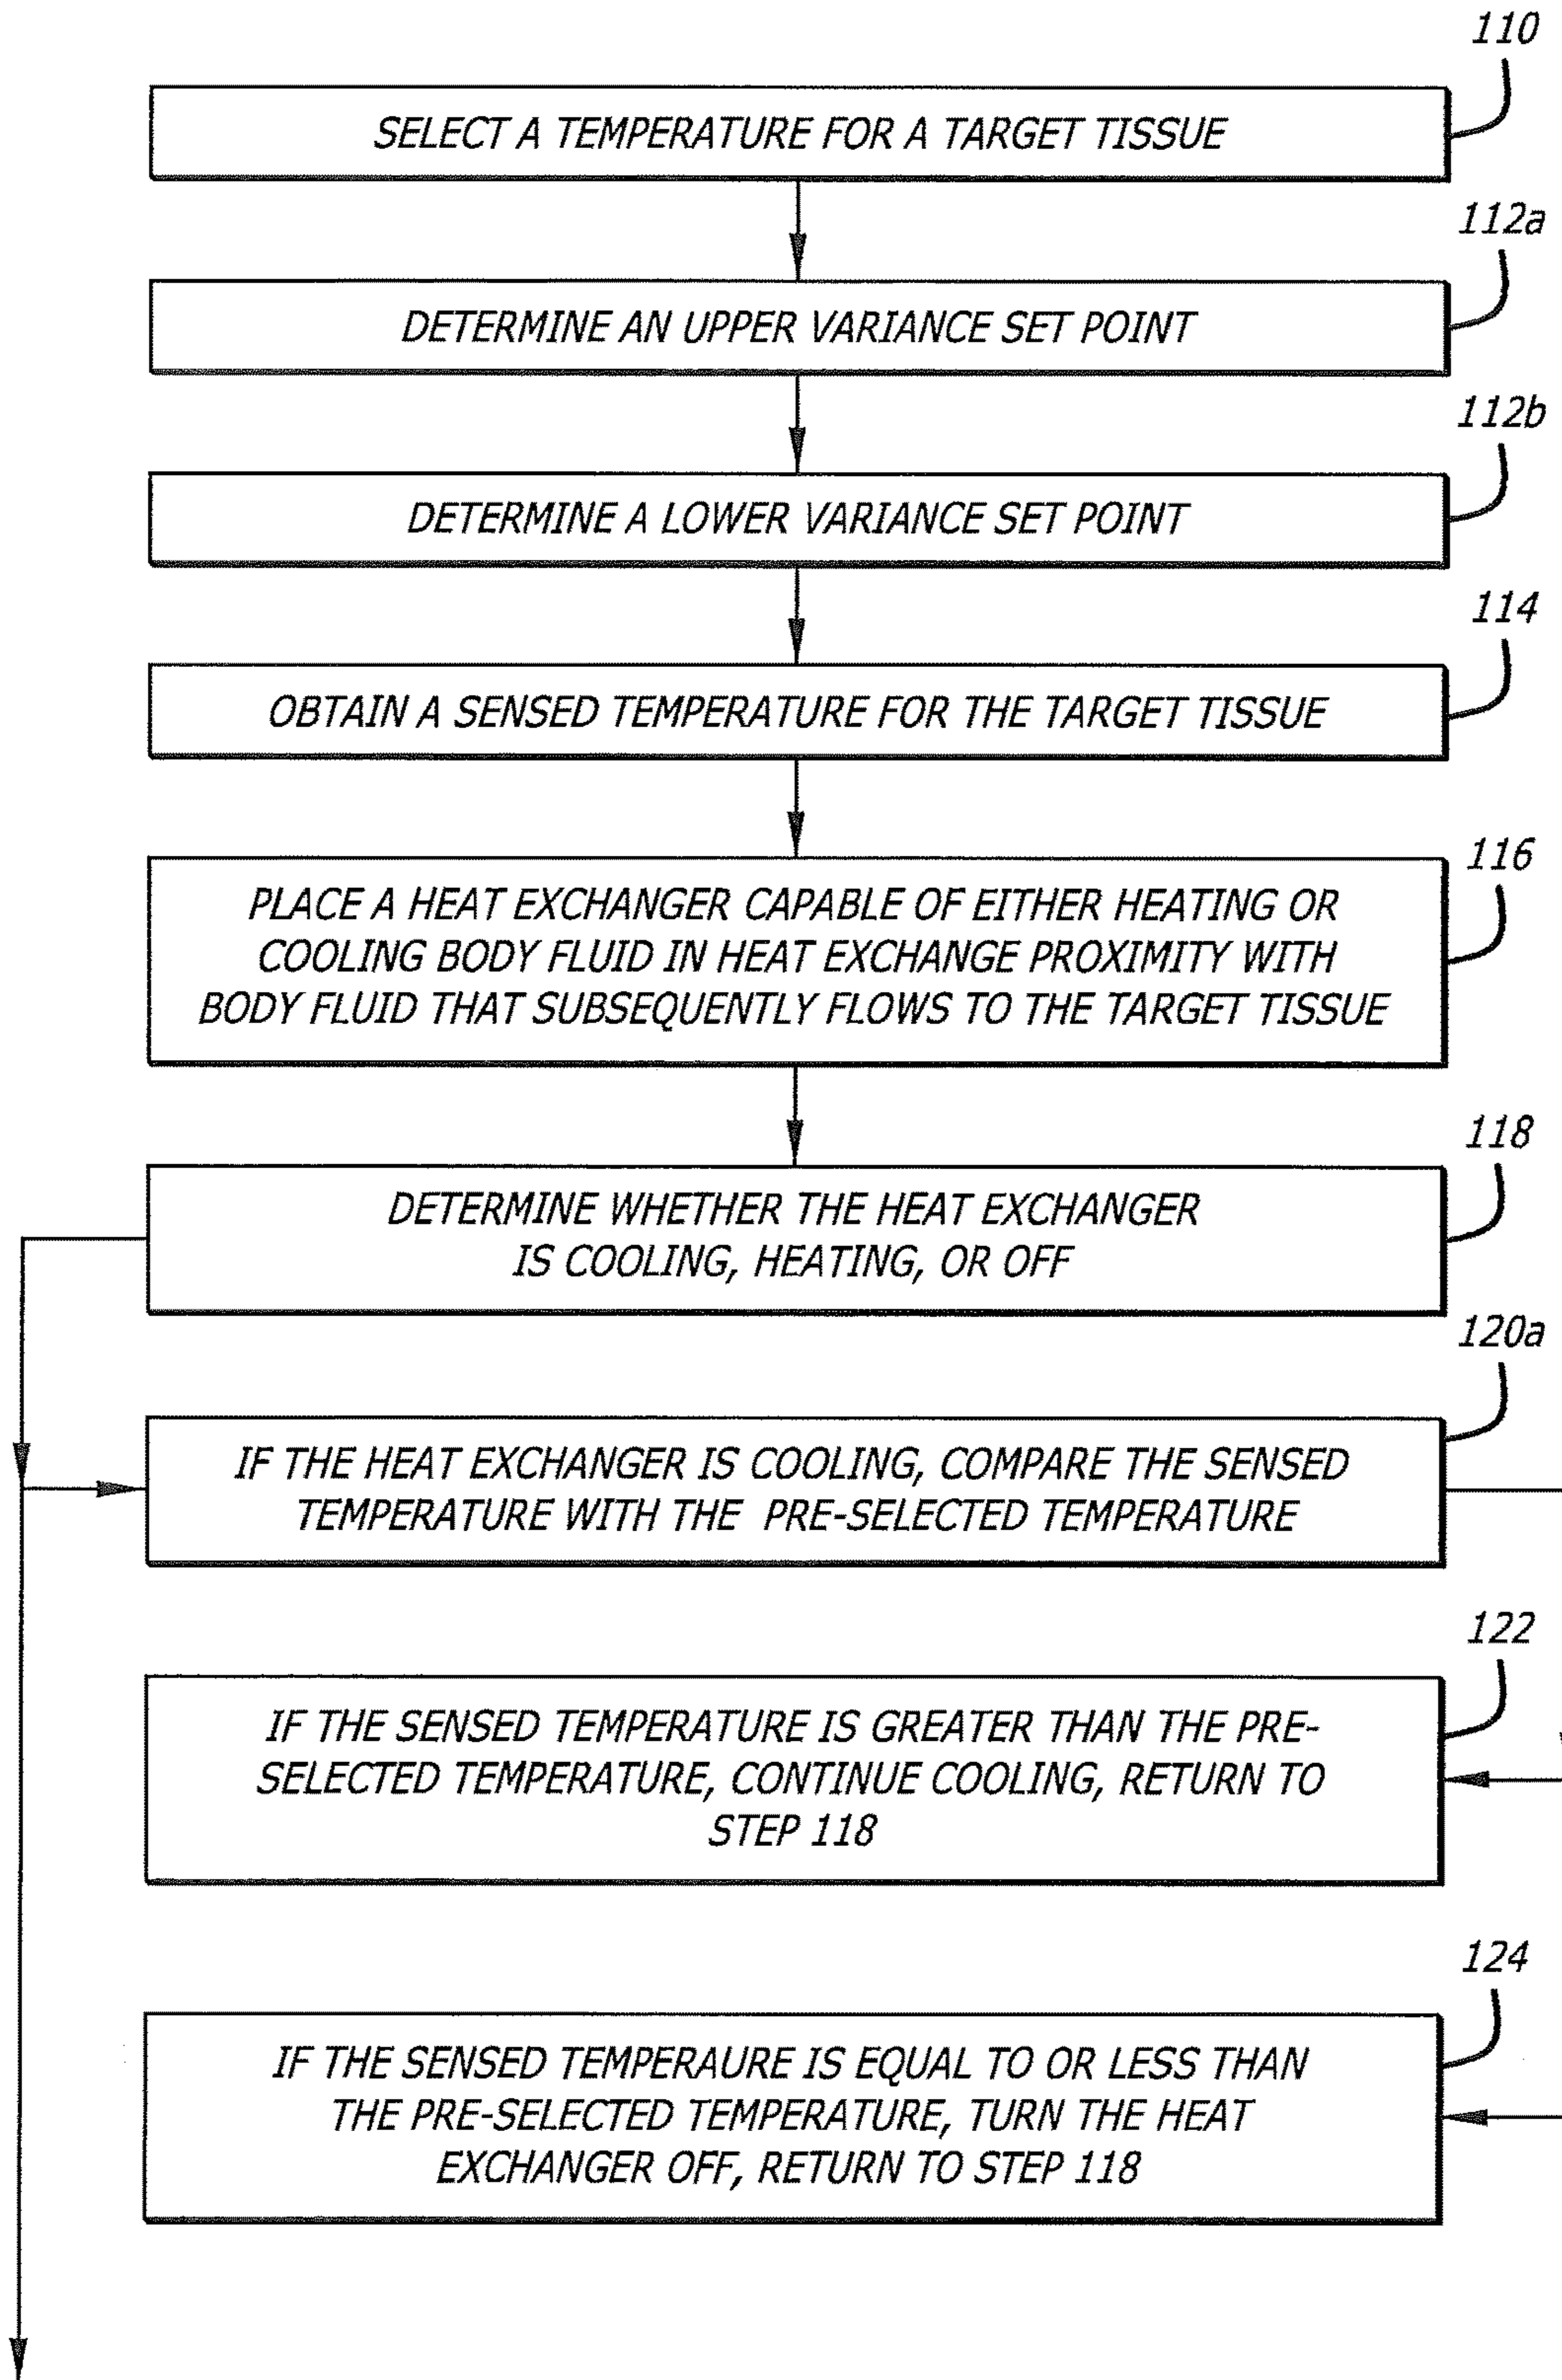 110
SELECT A TEMPERATURE FOR A TARGET TISSUE
112a
DETERMINE AN UPPER VARIANCE SET POINT
112b
DETERMINE A LOWER VARIANCE SET POINT
114
OBTAIN A SENSED TEMPERATURE FOR THE TARGET TISSUE
116
PLACE A HEAT EXCHANGER CAPABLE OF EITHER HEATING OR
COOLING BODY FLUID IN HEAT EXCHANGE PROXIMITY WITH
BODY FLUID THAT SUBSEQUENTLY FLOWS TO THE TARGET TISSUE
118
DETERMINE WHETHER THE HEAT EXCHANGER
IS COOLING, HEATING, OR OFF
120a
IF THE HEAT EXCHANGER IS COOLING, COMPARE THE SENSED
TEMPERATURE WITH THE PRE-SELECTED TEMPERATURE
122
IF THE SENSED TEMPERATURE IS GREATER THAN THE PRE-
SELECTED TEMPERATURE, CONTINUE COOLING, RETURN TO
STEP 118
124
IF THE SENSED TEMPERAURE IS EQUAL TO OR LESS THAN
THE PRE-SELECTED TEMPERATURE, TURN THE HEAT
EXCHANGER OFF, RETURN TO STEP 118